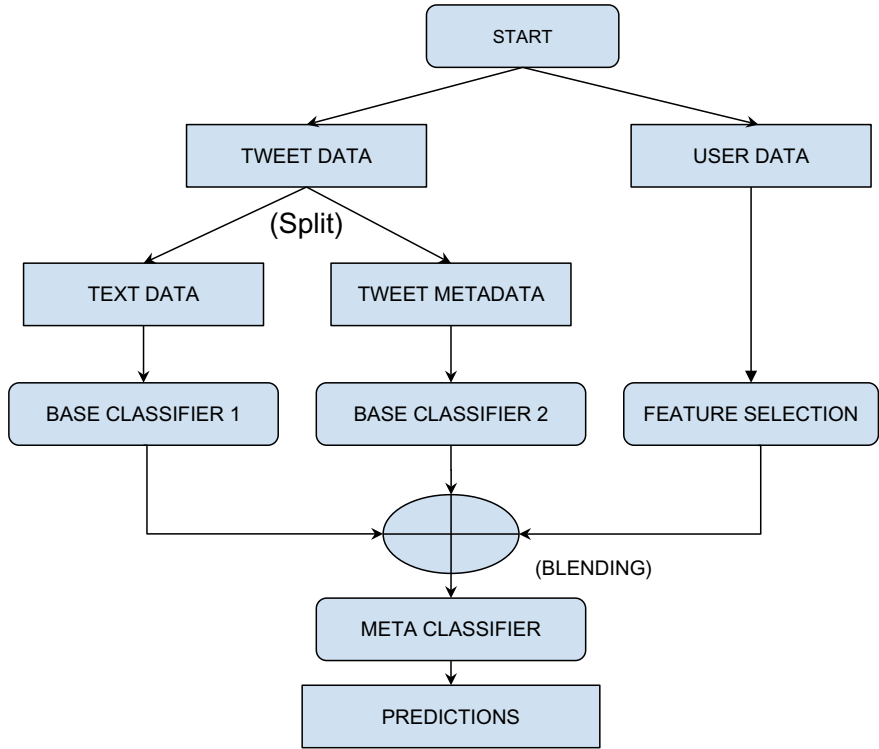 START
TWEET DATA
USER DATA
(Split)
TEXT DATA
TWEET METADATA
BASE CLASSIFIER 1
BASE CLASSIFIER 2
FEATURE SELECTION
(BLENDING)
META CLASSIFIER
PREDICTIONS